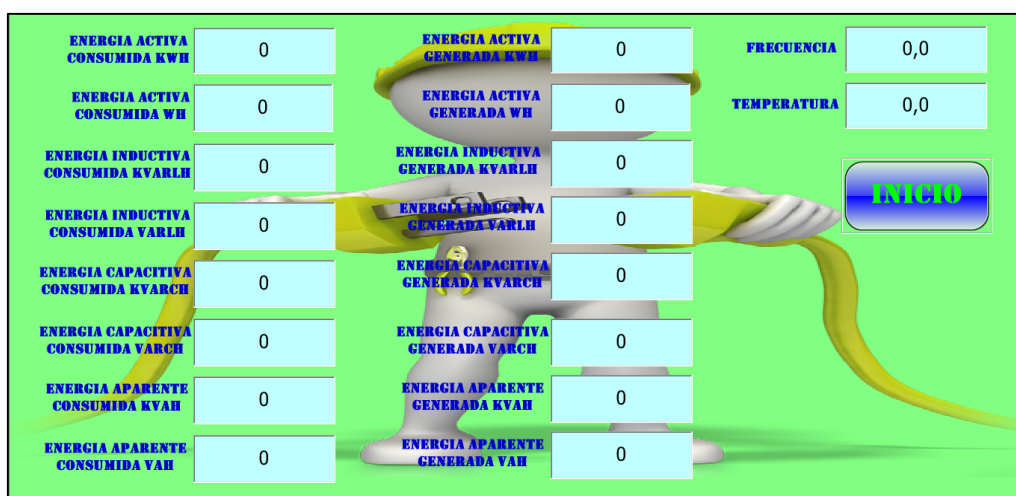 ENERGIA ACTIVA
CONSUMIDA KWH
0
ENERGIA ACTIVA
GENERADA KWH
0
FRECUENCIA
0,0
ENERGIA ACTIVA
CONSUMIDA WH
0
ENERGIA ACTIVA
GENERADA WH
0
TEMPERATURA
0,0
ENERGIA INDUCTIVA
CONSUMIDA KVARLH
0
ENERGIA INDUCTIVA
GENERADA KVARLH
0
INICIO
ENERGIA INDUCTIVA
CONSUMIDA VARLH
0
ENERGIA INDUCTIVA
GENERADA VARLH
0
ENERGIA CAPACITIVA
CONSUMIDA KVARCH
0
ENERGIA CAPACITIVA
GENERADA KVARCH
0
ENERGIA CAPACITIVA
CONSUMIDA VARCH
0
ENERGIA CAPACITIVA
GENERADA VARCH
0
ENERGIA APARENTE
CONSUMIDA KVAH
0
ENERGIA APARENTE
GENERADA KVAH
0
ENERGIA APARENTE
CONSUMIDA VAH
0
ENERGIA APARENTE
GENERADA VAH
0